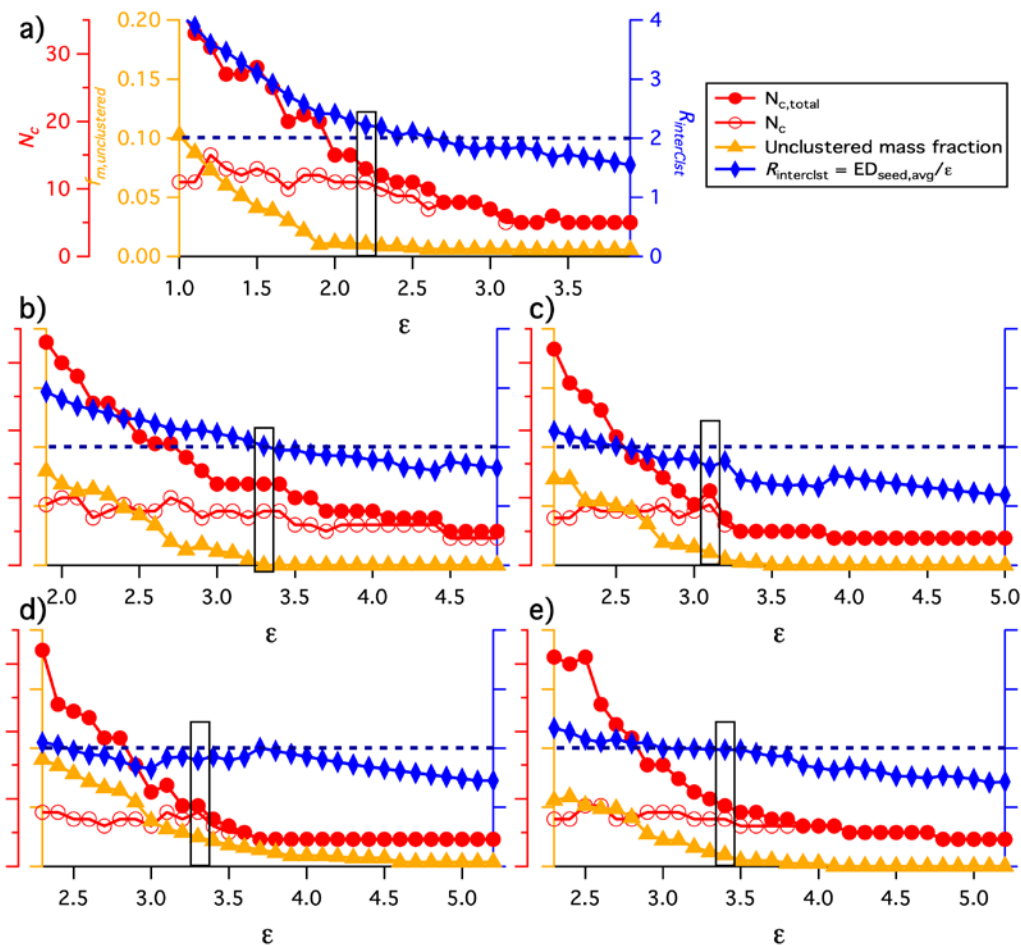 a)
N_c
35
30
25
20
15
10
5
0
f_m,unclustered
0.20
0.15
0.10
0.05
0.00
4
3
2
1
0
R_interClst
1.0 1.5 2.0 2.5 3.0 3.5
ε
N_c,total
N_c
Unclustered mass fraction
R_interclst = ED_seed,avg/ε
b)
2.0 2.5 3.0 3.5 4.0 4.5
ε
c)
2.5 3.0 3.5 4.0 4.5 5.0
ε
d)
2.5 3.0 3.5 4.0 4.5 5.0
ε
e)
2.5 3.0 3.5 4.0 4.5 5.0
ε